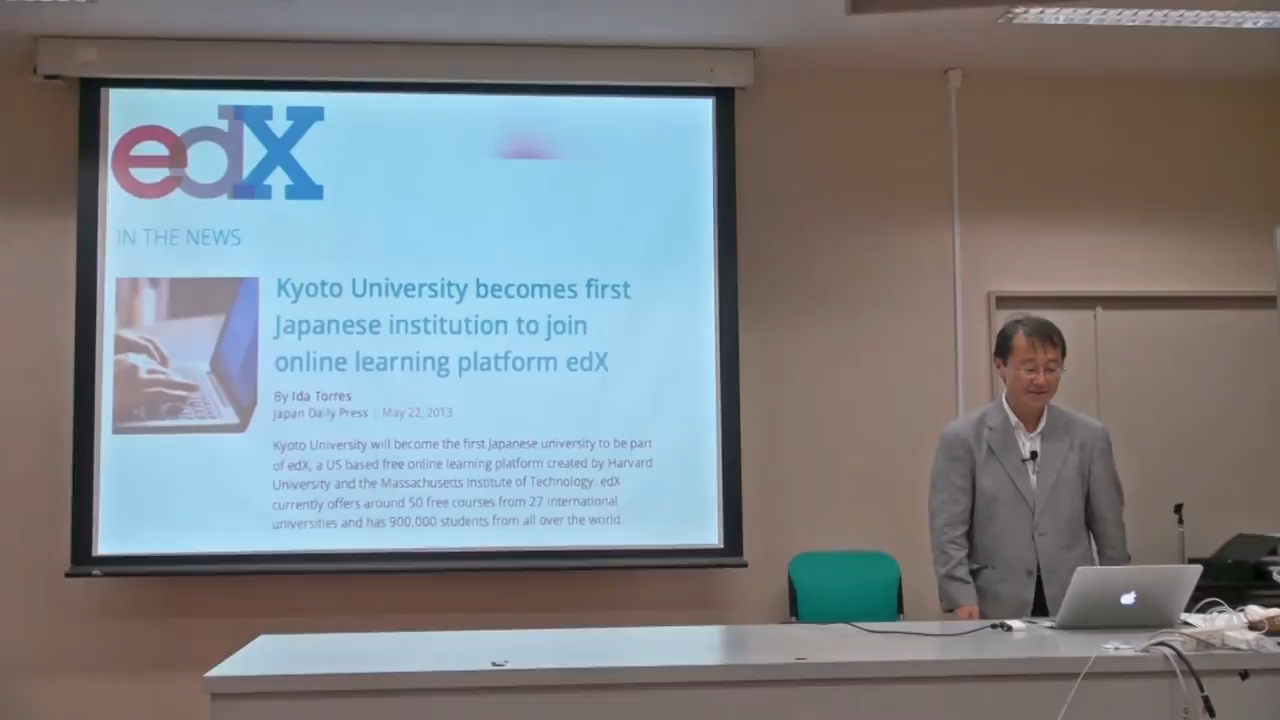 edX
IN THE NEWS
Kyoto University becomes first
Japanese institution to join
online learning platform edX
By Ida Torres
Japan Daily Press | May 22, 2013
Kyoto University will become the first Japanese university to be part
of edX, a US based free online learning platform created by Harvard
University and the Massachusetts Institute of Technology. edX
currently offers around 50 free courses from 27 international
universities and has 900,000 students from all over the world.